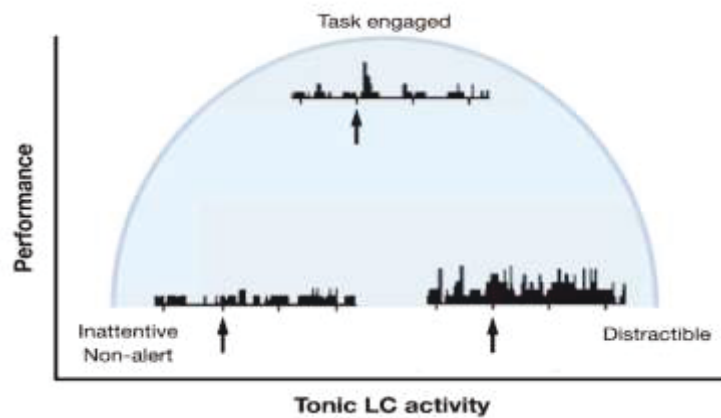 Task engaged
Performance
Inattentive
Non-alert
Distractible
Tonic LC activity